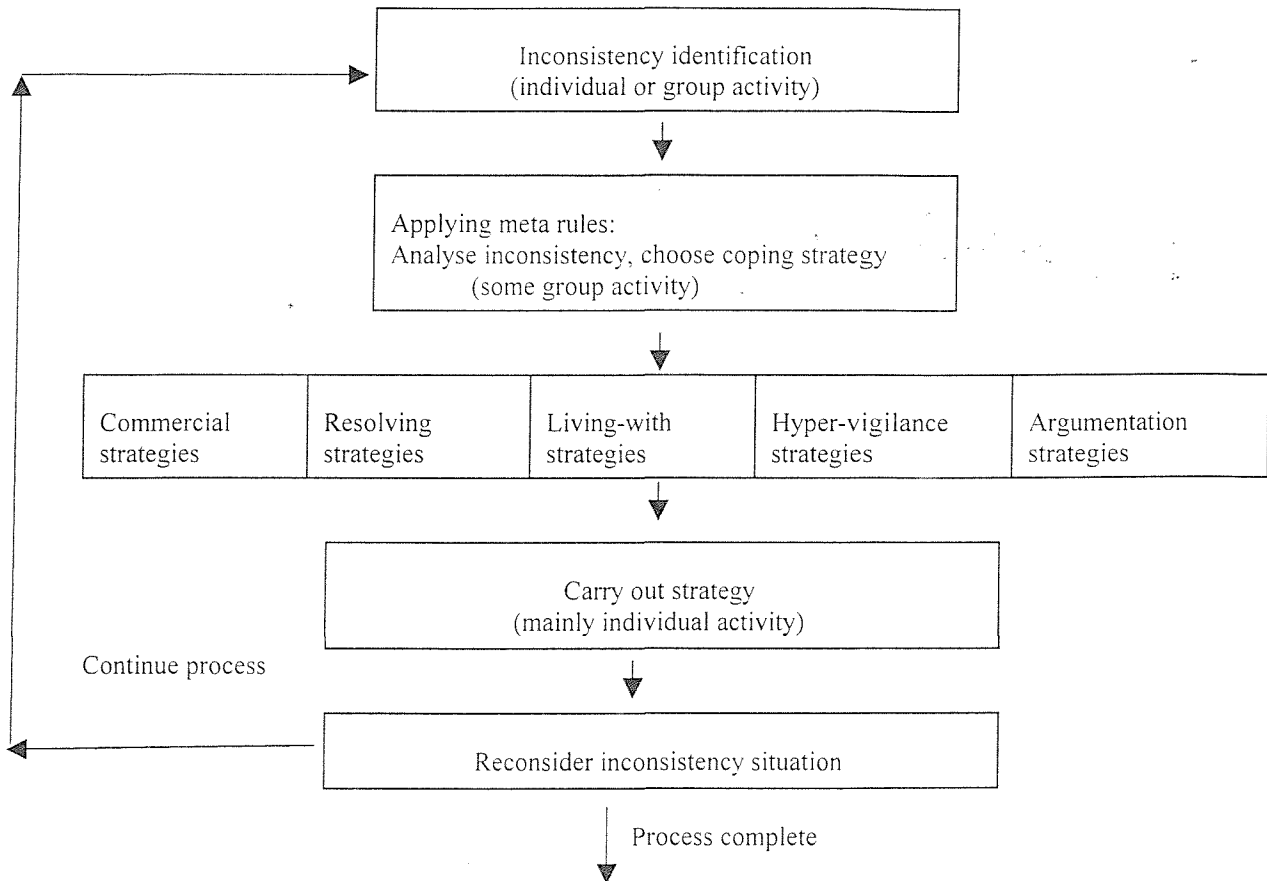 Inconsistency identification
(individual or group activity)
Applying meta rules:
Analyse inconsistency, choose coping strategy
(some group activity)
Commercial
strategies
Resolving
strategies
Living-with
strategies
Hyper-vigilance
strategies
Argumentation
strategies
Carry out strategy
(mainly individual activity)
Continue process
Reconsider inconsistency situation
Process complete